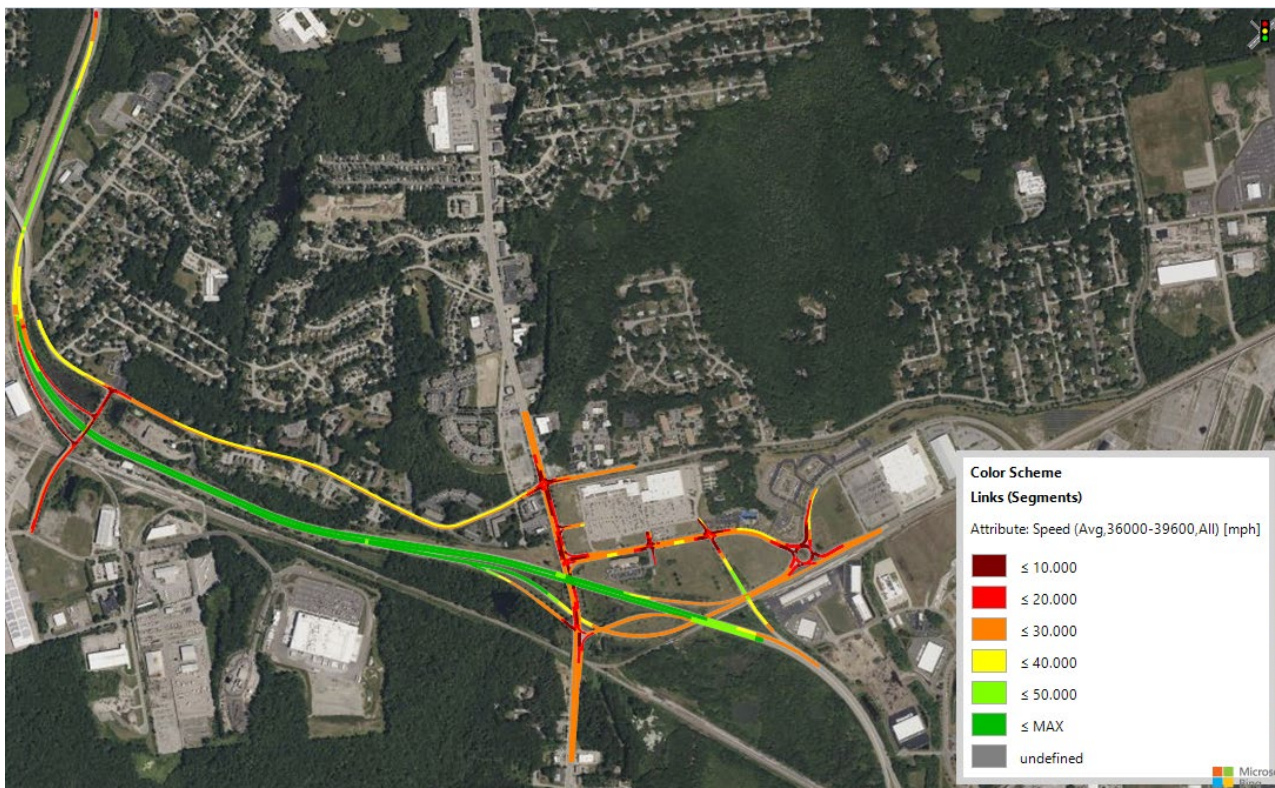 Color Scheme
Links (Segments)
Attribute: Speed (Avg,36000-39600,All) [mph]
≤ 10.000
≤ 20.000
≤ 30.000
≤ 40.000
≤ 50.000
≤ MAX
undefined